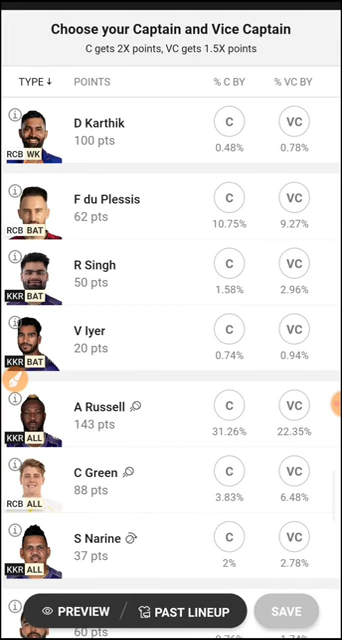 Choose your Captain and Vice Captain
C gets 2X points, VC gets 1.5X points
TYPE ↓ POINTS % C BY % VC BY
D Karthik
100 pts
RCB WK
C VC
0.48% 0.78%
F du Plessis
62 pts
RCB BAT
C VC
10.75% 9.27%
R Singh
50 pts
KKR BAT
C VC
1.58% 2.96%
V Iyer
20 pts
KKR BAT
C VC
0.74% 0.94%
A Russell
143 pts
KKR ALL
C VC
31.26% 22.35%
C Green
88 pts
RCB ALL
C VC
3.83% 6.48%
S Narine
37 pts
KKR ALL
C VC
2% 2.78%
PREVIEW / PAST LINEUP SAVE
60 pts